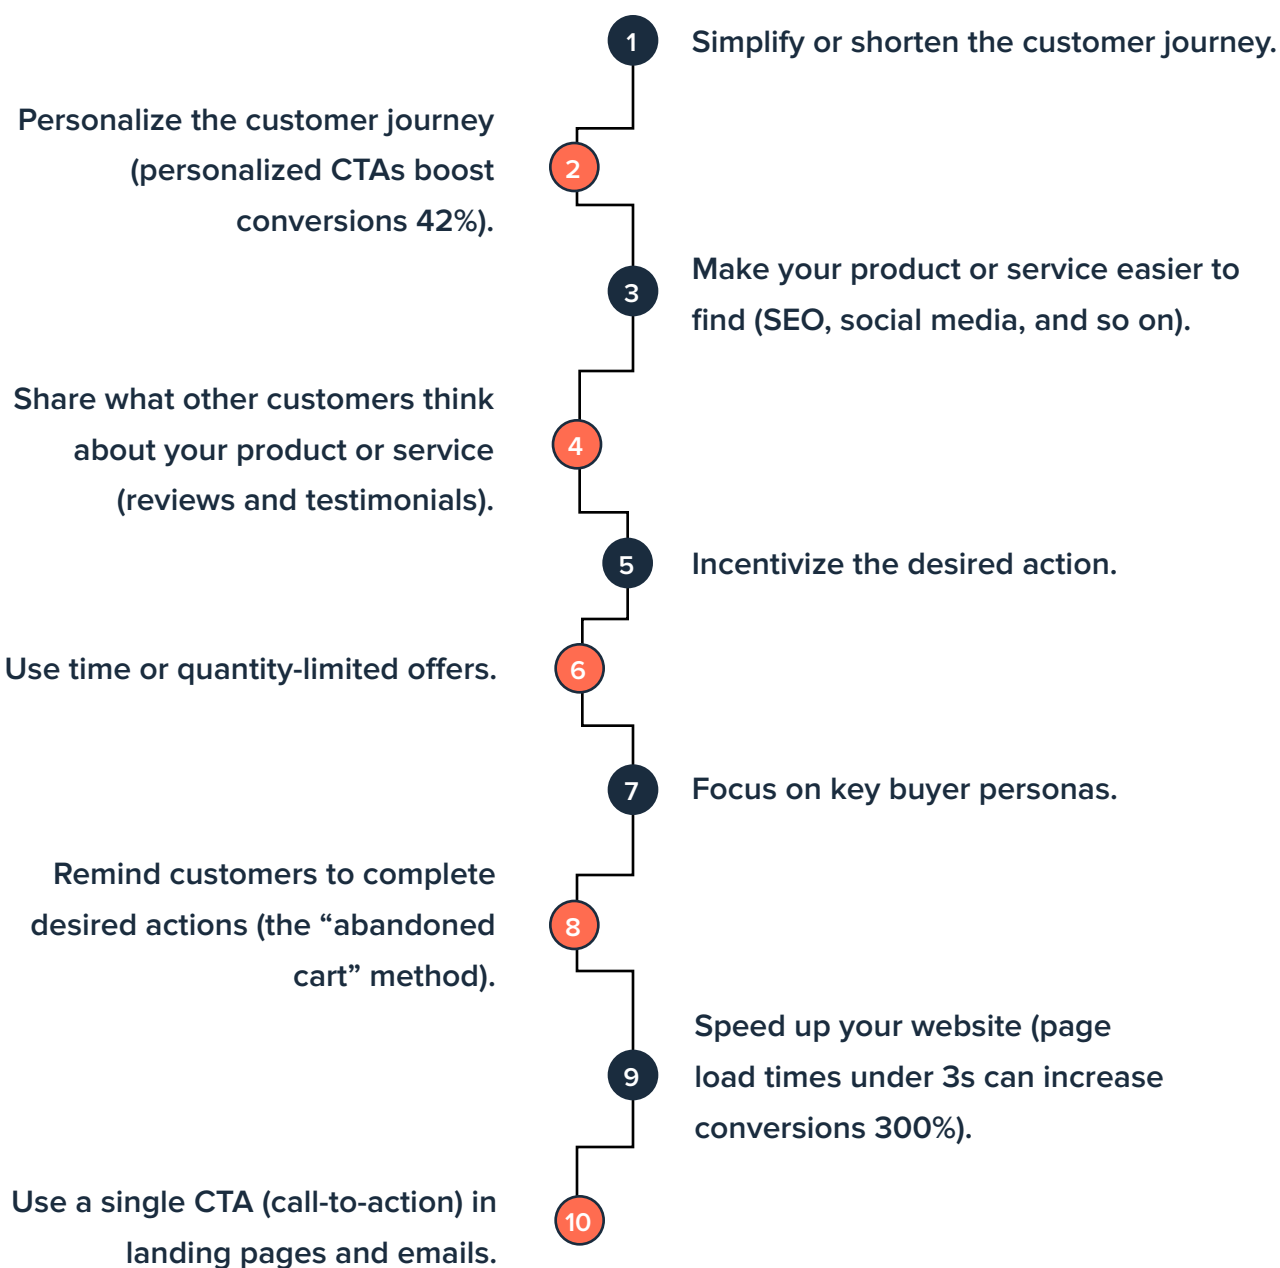 1
Simplify or shorten the customer journey.
Personalize the customer journey
(personalized CTAs boost
conversions 42%).
2
3
Make your product or service easier to
find (SEO, social media, and so on).
Share what other customers think
about your product or service
(reviews and testimonials).
4
5
Incentivize the desired action.
Use time or quantity-limited offers.
6
7
Focus on key buyer personas.
Remind customers to complete
desired actions (the “abandoned
cart” method).
8
9
Speed up your website (page
load times under 3s can increase
conversions 300%).
Use a single CTA (call-to-action) in
landing pages and emails.
10